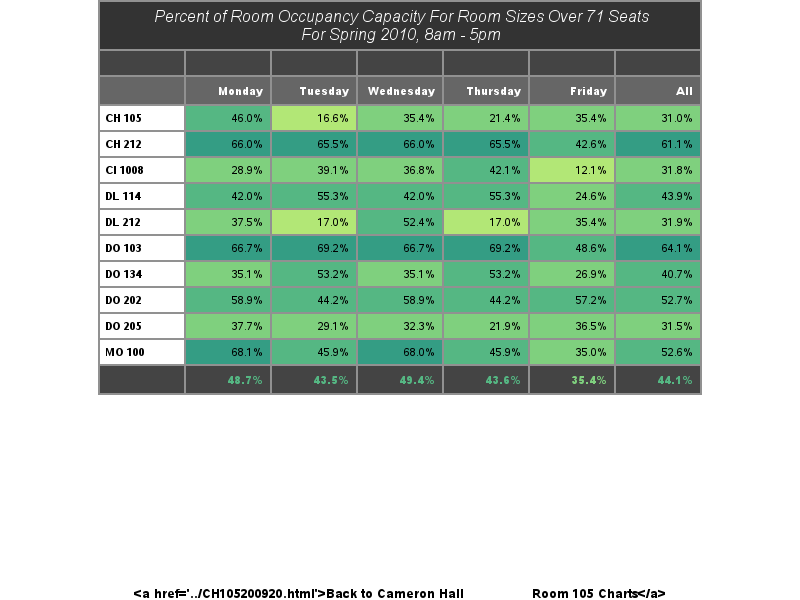 Percent of Room Occupancy Capacity For Room Sizes Over 71 Seats
For Spring 2010, 8am - 5pm
Monday Tuesday Wednesday Thursday Friday All
CH 105 46.0% 16.6% 35.4% 21.4% 35.4% 31.0%
CH 212 66.0% 65.5% 66.0% 65.5% 42.6% 61.1%
CI 1008 28.9% 39.1% 36.8% 42.1% 12.1% 31.8%
DL 114 42.0% 55.3% 42.0% 55.3% 24.6% 43.9%
DL 212 37.5% 17.0% 52.4% 17.0% 35.4% 31.9%
DO 103 66.7% 69.2% 66.7% 69.2% 48.6% 64.1%
DO 134 35.1% 53.2% 35.1% 53.2% 26.9% 40.7%
DO 202 58.9% 44.2% 58.9% 44.2% 57.2% 52.7%
DO 205 37.7% 29.1% 32.3% 21.9% 36.5% 31.5%
MO 100 68.1% 45.9% 68.0% 45.9% 35.0% 52.6%
48.7% 43.5% 49.4% 43.6% 35.4% 44.1%
<a href='../CH105200920.html'>Back to Cameron Hall Room 105 Charts</a>